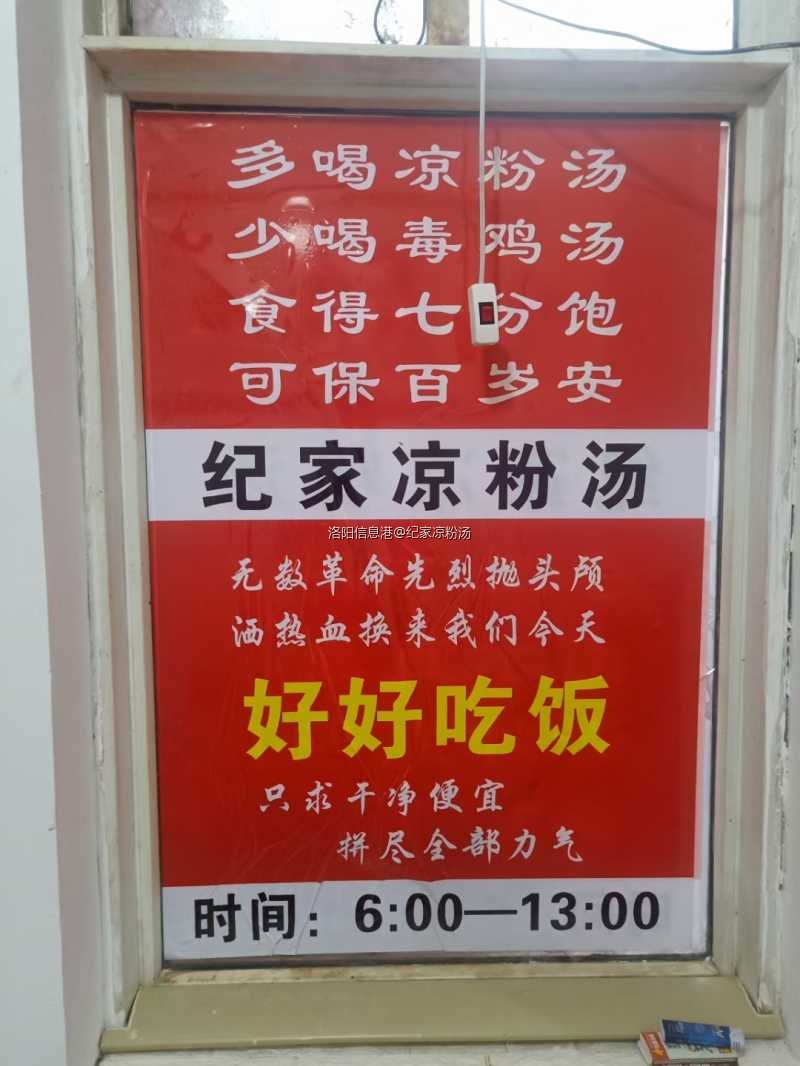 多喝凉粉汤
少喝毒鸡汤
食得七分饱
可保百岁安
纪家凉粉汤
洛阳信息港@纪家凉粉汤
无数革命先烈抛头颅
洒热血换来我们今天
好好吃饭
只求干净便宜
拼尽全部力气
时间：6:00—13:00